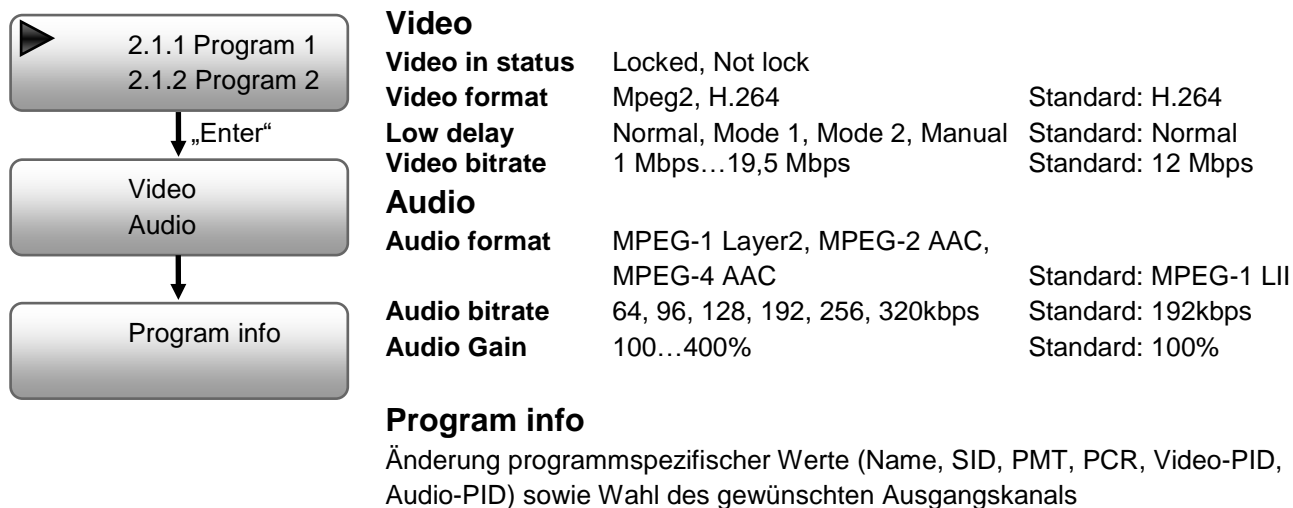 2.1.1 Program 1
2.1.2 Program 2
„Enter“
Video
Audio
Program info
Video
Video in status Locked, Not lock
Video format Mpeg2, H.264 Standard: H.264
Low delay Normal, Mode 1, Mode 2, Manual Standard: Normal
Video bitrate 1 Mbps…19,5 Mbps Standard: 12 Mbps
Audio
Audio format MPEG-1 Layer2, MPEG-2 AAC,
MPEG-4 AAC Standard: MPEG-1 LII
Audio bitrate 64, 96, 128, 192, 256, 320kbps Standard: 192kbps
Audio Gain 100…400% Standard: 100%
Program info
Änderung programmspezifischer Werte (Name, SID, PMT, PCR, Video-PID,
Audio-PID) sowie Wahl des gewünschten Ausgangskanals